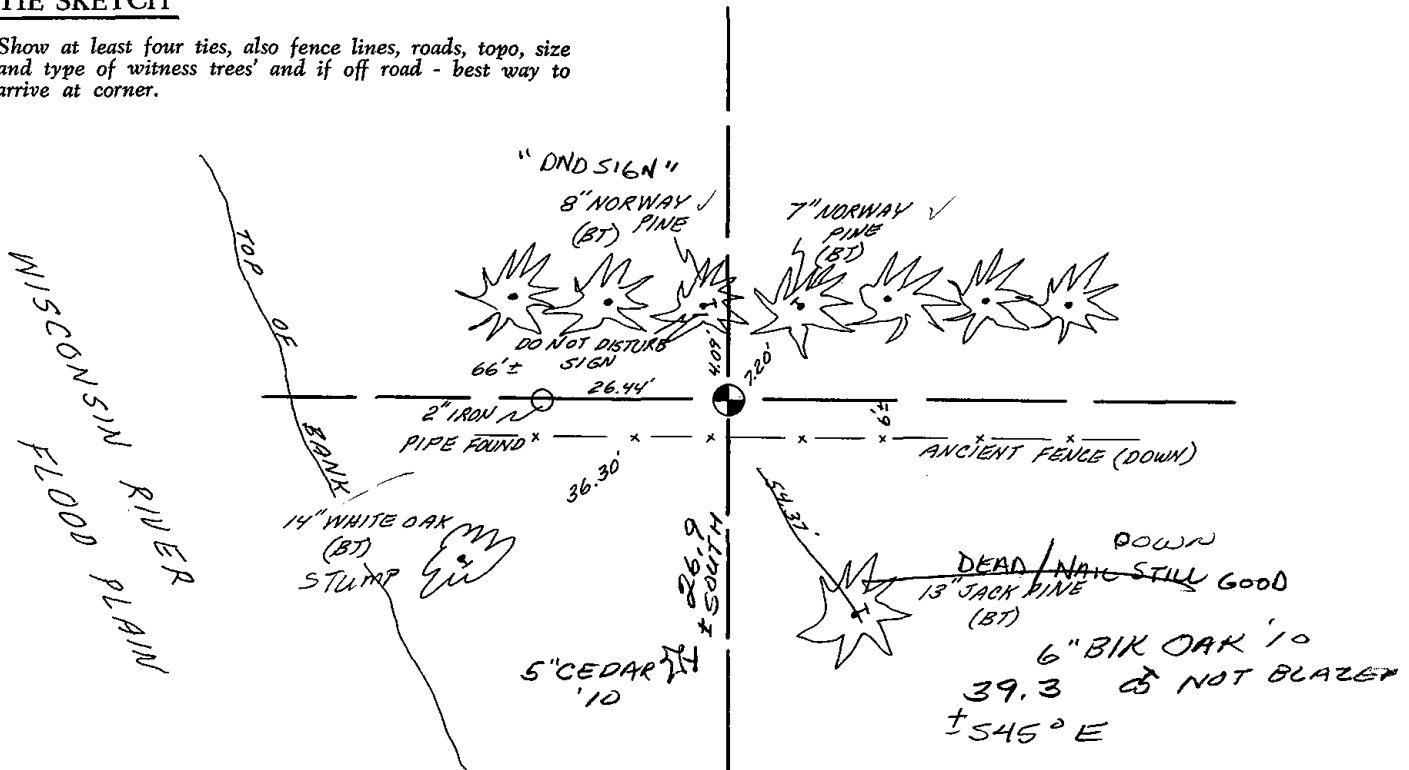 TIE SKETCH
Show at least four ties, also fence lines, roads, topo, size
and type of witness trees' and if off road - best way to
arrive at corner.
"DND SIGN"
8" NORWAY ✓
(BT) PINE
7" NORWAY ✓
PINE
(BT)
TOP OF BANK
WISCONSIN RIVER
FLOOD PLAIN
DO NOT DISTURB
SIGN
66'±
26.44'
4.09'
7.20'
2" IRON
PIPE FOUND
6'±
ANCIENT FENCE (DOWN)
36.30'
54.37'
14" WHITE OAK
(BT)
STUMP
26.9
± SOUTH
DOWN
DEAD/NAIL STILL GOOD
13" JACK PINE
(BT)
5" CEDAR
'10
6" BIK OAK '10
39.3 NOT BLAZED
± S45° E